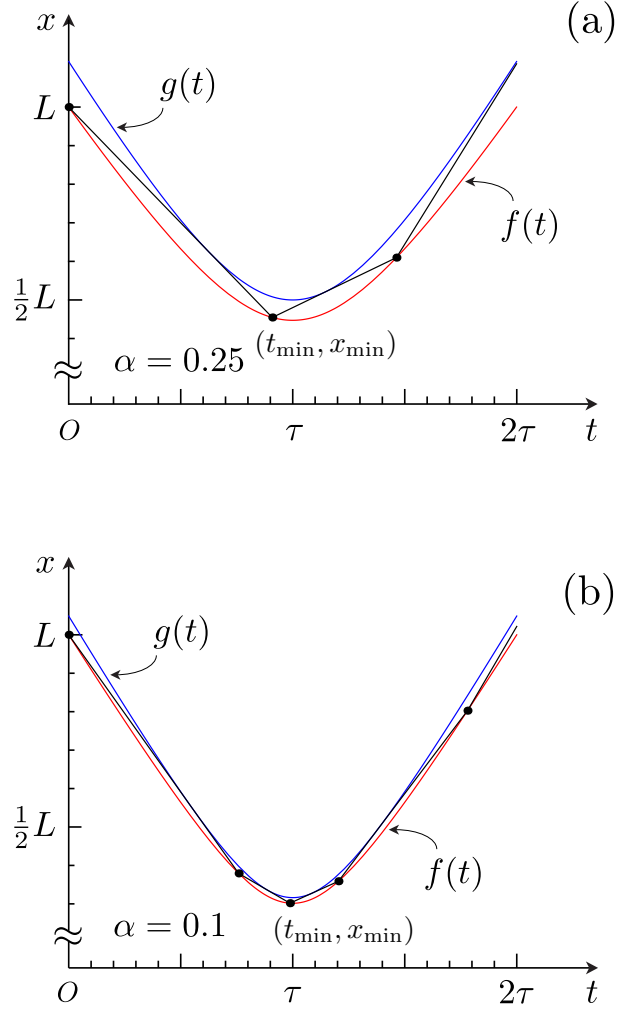 x
(a)
g(t)
L
f(t)
½L
(t_min, x_min)
α = 0.25
O
τ
2τ
t
x
(b)
g(t)
L
½L
f(t)
(t_min, x_min)
α = 0.1
O
τ
2τ
t